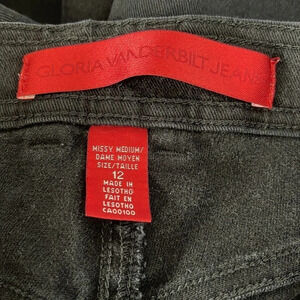 GLORIA VANDERBILT JEANS
MISSY MEDIUM/
DAME MOYEN
SIZE/TAILLE
12
MADE IN
LESOTHO
FAIT EN
LESOTHO
CA00100